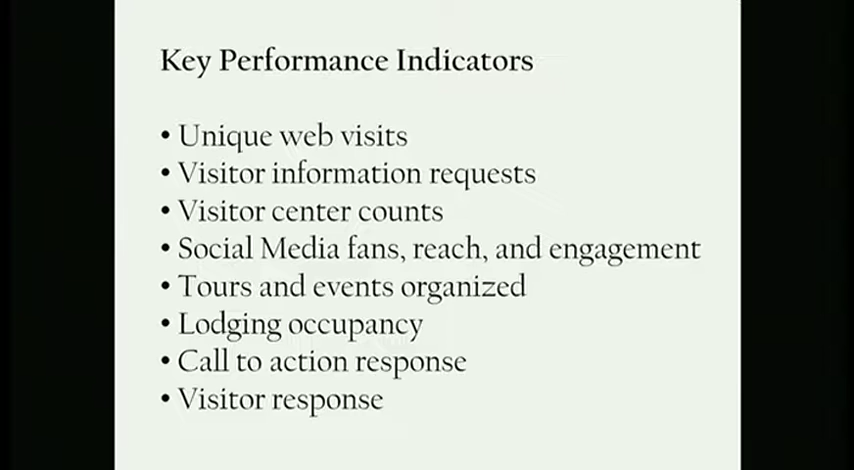 Key Performance Indicators
• Unique web visits
• Visitor information requests
• Visitor center counts
• Social Media fans, reach, and engagement
• Tours and events organized
• Lodging occupancy
• Call to action response
• Visitor response